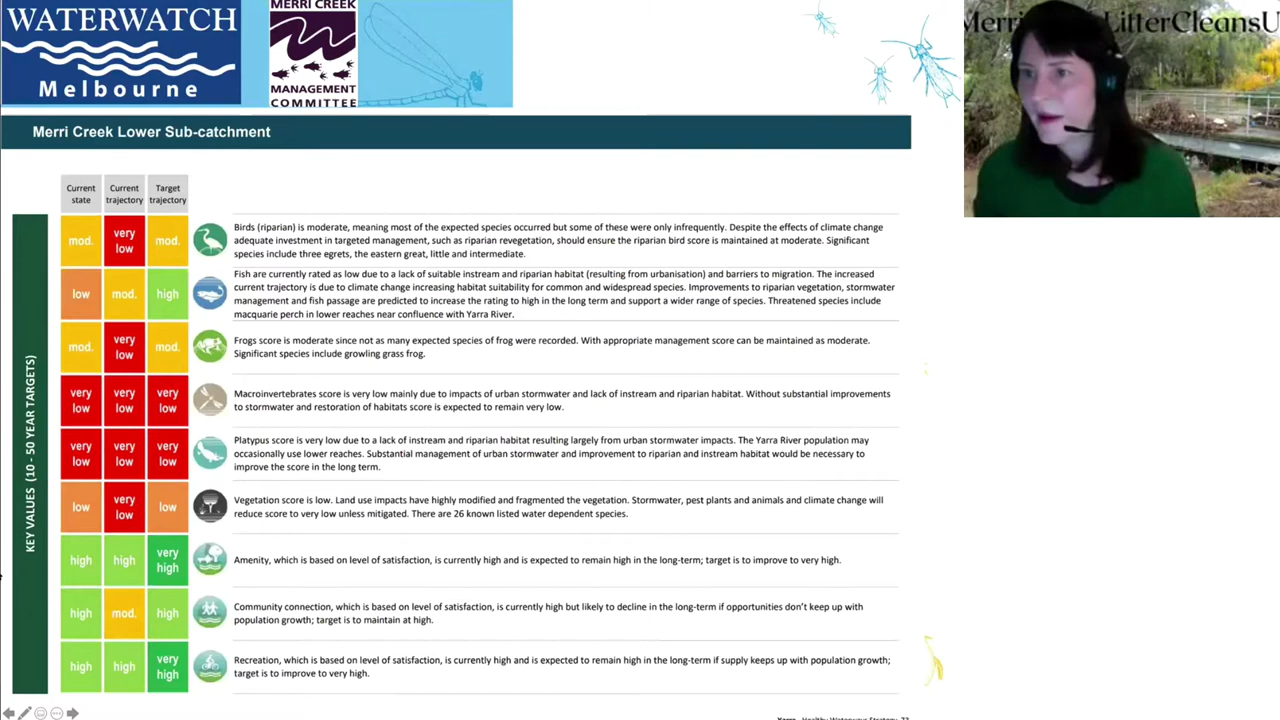 WATERWATCH
Melbourne
MERRI CREEK
MANAGEMENT
COMMITTEE
LitterCleansU
Merri Creek Lower Sub-catchment
Current state
Current trajectory
Target trajectory
KEY VALUES (10 - 50 YEAR TARGETS)
mod. very low mod.
Birds (riparian) is moderate, meaning most of the expected species occurred but some of these were only infrequently. Despite the effects of climate change
adequate investment in targeted management, such as riparian revegetation, should ensure the riparian bird score is maintained at moderate. Significant
species include three egrets, the eastern great, little and intermediate.
low mod. high
Fish are currently rated as low due to a lack of suitable instream and riparian habitat (resulting from urbanisation) and barriers to migration. The increased
current trajectory is due to climate change increasing habitat suitability for common and widespread species. Improvements to riparian vegetation, stormwater
management and fish passage are predicted to increase the rating to high in the long term and support a wider range of species. Threatened species include
macquarie perch in lower reaches near confluence with Yarra River.
mod. very low mod.
Frogs score is moderate since not as many expected species of frog were recorded. With appropriate management score can be maintained as moderate.
Significant species include growling grass frog.
very low very low very low
Macroinvertebrates score is very low mainly due to impacts of urban stormwater and lack of instream and riparian habitat. Without substantial improvements
to stormwater and restoration of habitats score is expected to remain very low.
very low very low very low
Platypus score is very low due to a lack of instream and riparian habitat resulting largely from urban stormwater impacts. The Yarra River population may
occasionally use lower reaches. Substantial management of urban stormwater and improvement to riparian and instream habitat would be necessary to
improve the score in the long term.
low very low low
Vegetation score is low. Land use impacts have highly modified and fragmented the vegetation. Stormwater, pest plants and animals and climate change will
reduce score to very low unless mitigated. There are 26 known listed water dependent species.
high high very high
Amenity, which is based on level of satisfaction, is currently high and is expected to remain high in the long-term; target is to improve to very high.
high mod. high
Community connection, which is based on level of satisfaction, is currently high but likely to decline in the long-term if opportunities don't keep up with
population growth; target is to maintain at high.
high high very high
Recreation, which is based on level of satisfaction, is currently high and is expected to remain high in the long-term if supply keeps up with population growth;
target is to improve to very high.
Yarra Healthy Waterways Strategy 73